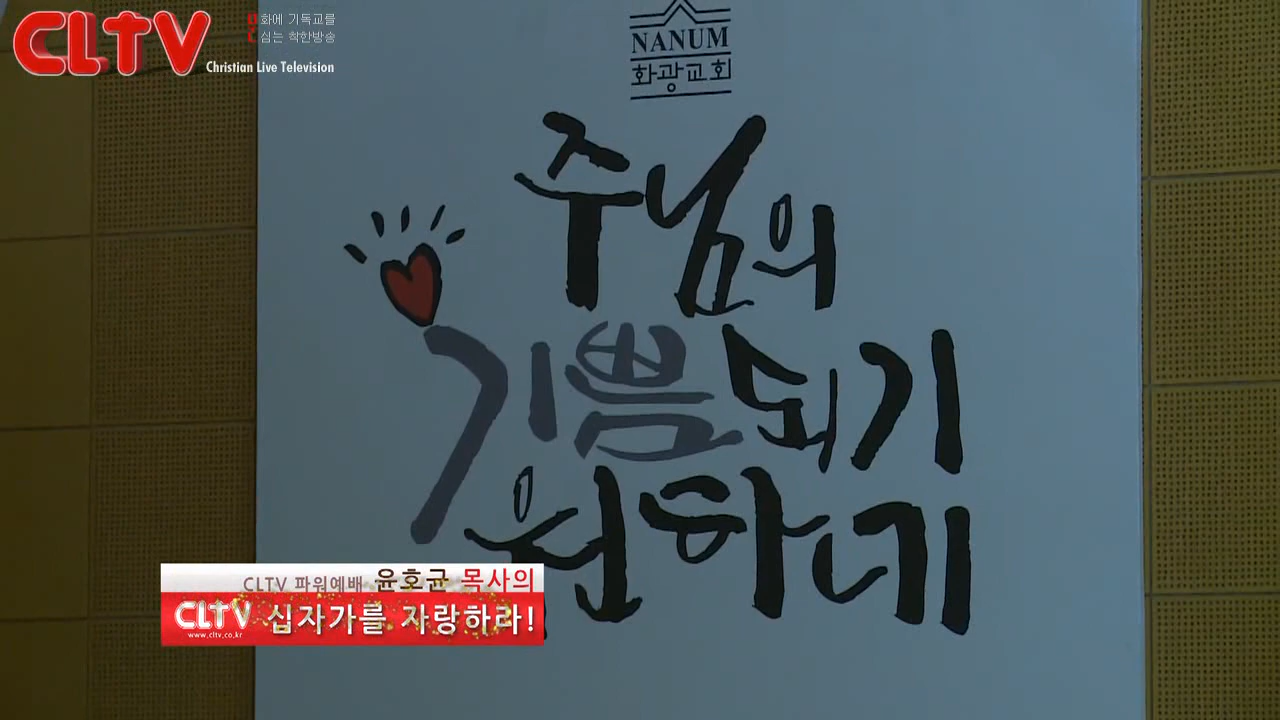 CLTV
화에 기독교를
심는 착한방송
Christian Live Television
NANUM
화광교회
주님의
기쁨되기
원하네
CLTV 파워예배 윤호균 목사의
CLTV 십자가를 자랑하라!
www.cltv.co.kr